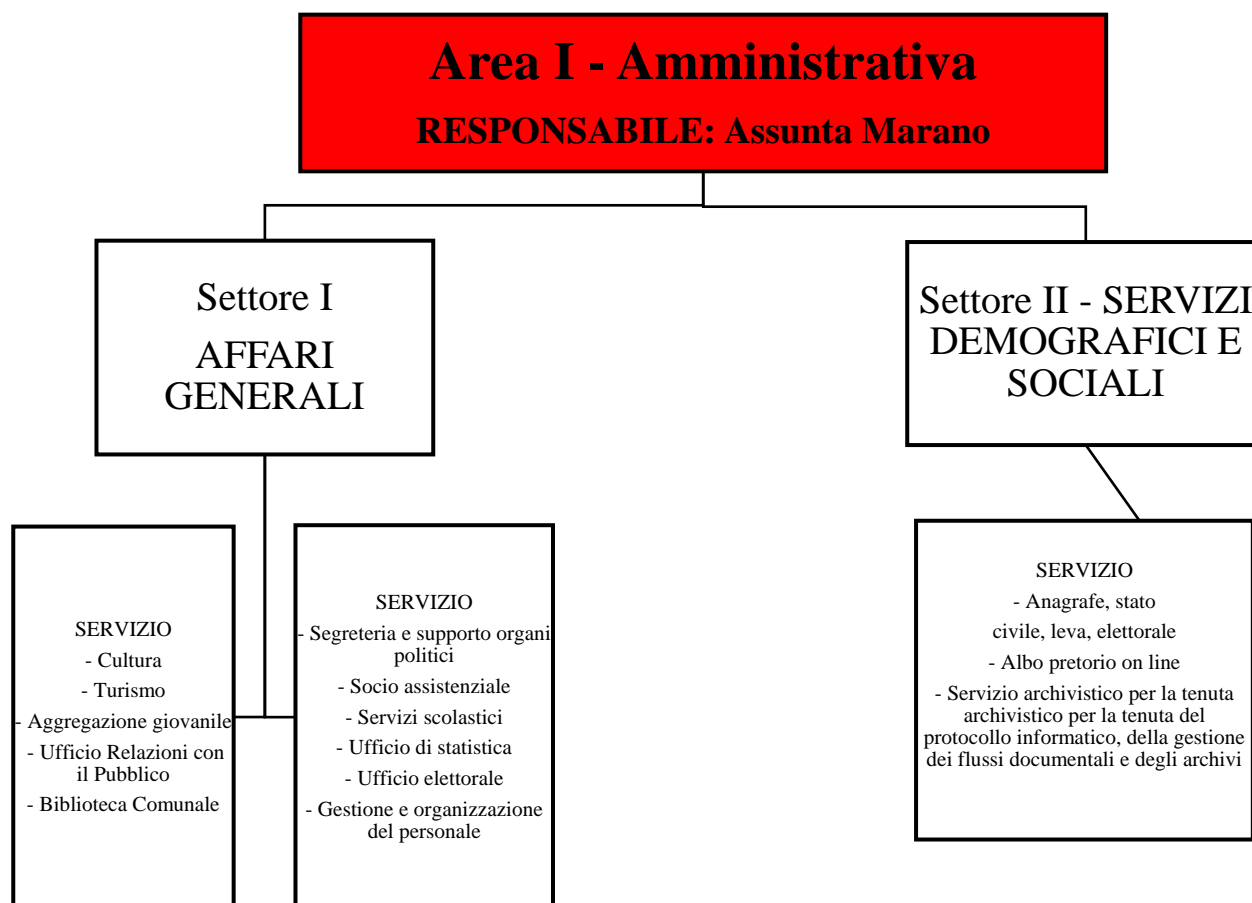 Area I - Amministrativa
RESPONSABILE: Assunta Marano
Settore I
AFFARI
GENERALI
Settore II - SERVIZI
DEMOGRAFICI E
SOCIALI
SERVIZIO
- Cultura
- Turismo
- Aggregazione giovanile
- Ufficio Relazioni con
il Pubblico
- Biblioteca Comunale
SERVIZIO
- Segreteria e supporto organi
politici
- Socio assistenziale
- Servizi scolastici
- Ufficio di statistica
- Ufficio elettorale
- Gestione e organizzazione
del personale
SERVIZIO
- Anagrafe, stato
civile, leva, elettorale
- Albo pretorio on line
- Servizio archivistico per la tenuta
archivistico per la tenuta del
protocollo informatico, della gestione
dei flussi documentali e degli archivi